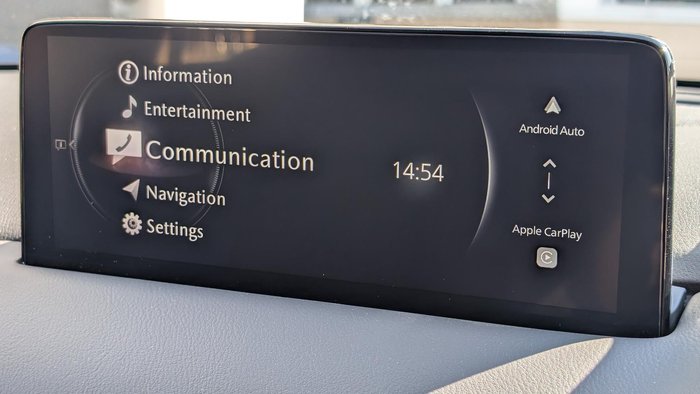 Information
Entertainment
Communication
Navigation
Settings
14:54
Android Auto
Apple CarPlay